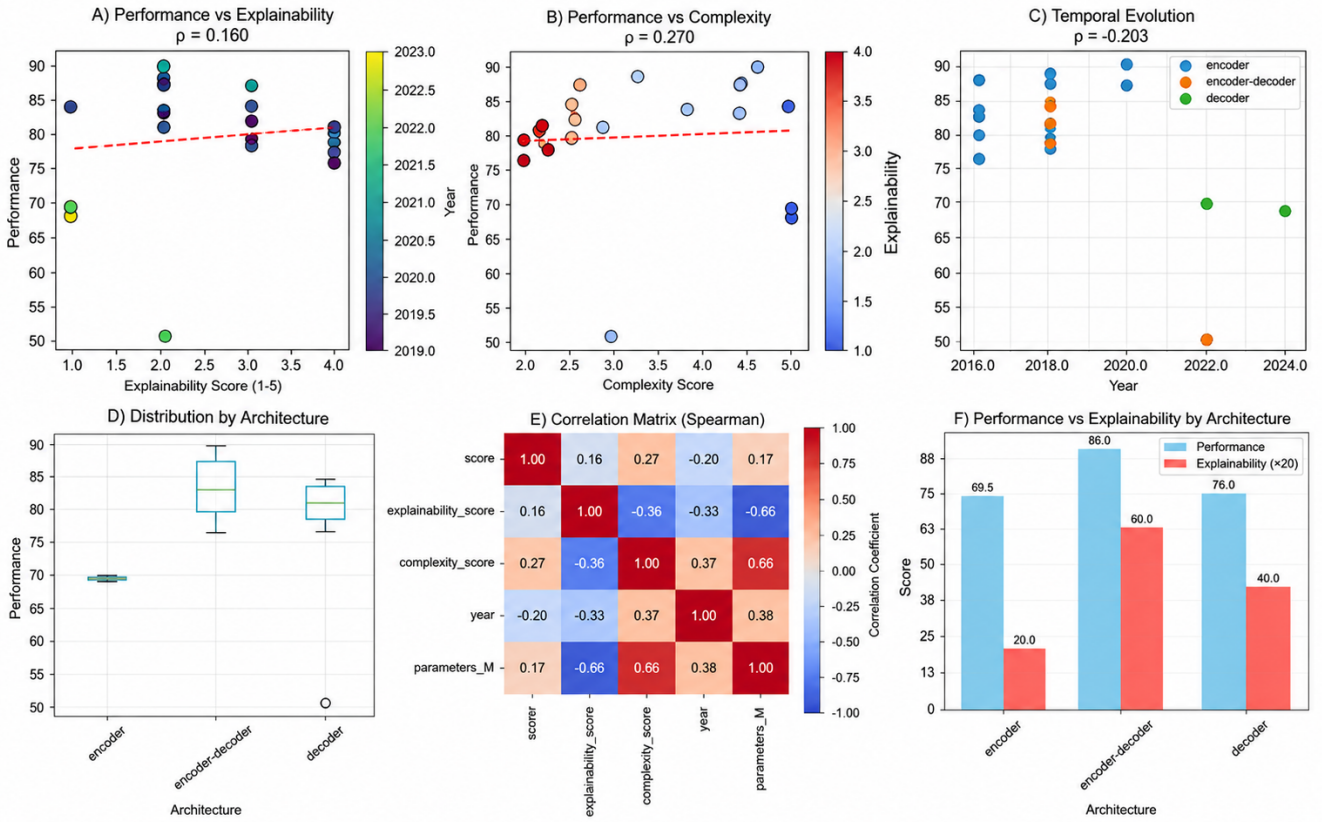 A) Performance vs Explainability
ρ = 0.160
Performance
90
85
80
75
70
65
60
55
50
1.0 1.5 2.0 2.5 3.0 3.5 4.0
Explainability Score (1-5)
2023.0
2022.5
2022.0
2021.5
2021.0
2020.5
2020.0
2019.5
2019.0
Year
B) Performance vs Complexity
ρ = 0.270
Performance
90
85
80
75
70
65
60
55
50
2.0 2.5 3.0 3.5 4.0 4.5 5.0
Complexity Score
4.0
3.5
3.0
2.5
2.0
1.5
1.0
Explainability
C) Temporal Evolution
ρ = -0.203
encoder
encoder-decoder
decoder
90
85
80
75
70
65
60
55
50
2016.0 2018.0 2020.0 2022.0 2024.0
Year
D) Distribution by Architecture
Performance
90
85
80
75
70
65
60
55
50
encoder
encoder-decoder
decoder
Architecture
E) Correlation Matrix (Spearman)
score 1.00 0.16 0.27 -0.20 0.17
explainability_score 0.16 1.00 -0.36 -0.33 -0.66
complexity_score 0.27 -0.36 1.00 0.37 0.66
year -0.20 -0.33 0.37 1.00 0.38
parameters_M 0.17 -0.66 0.66 0.38 1.00
scorer
explainability_score
complexity_score
year
parameters_M
1.00
0.75
0.50
0.25
0.00
-0.25
-0.50
-0.75
-1.00
Correlation Coefficient
F) Performance vs Explainability by Architecture
Performance
Explainability (×20)
Score
88
75
63
50
38
25
13
0
69.5
20.0
86.0
60.0
76.0
40.0
encoder
encoder-decoder
decoder
Architecture